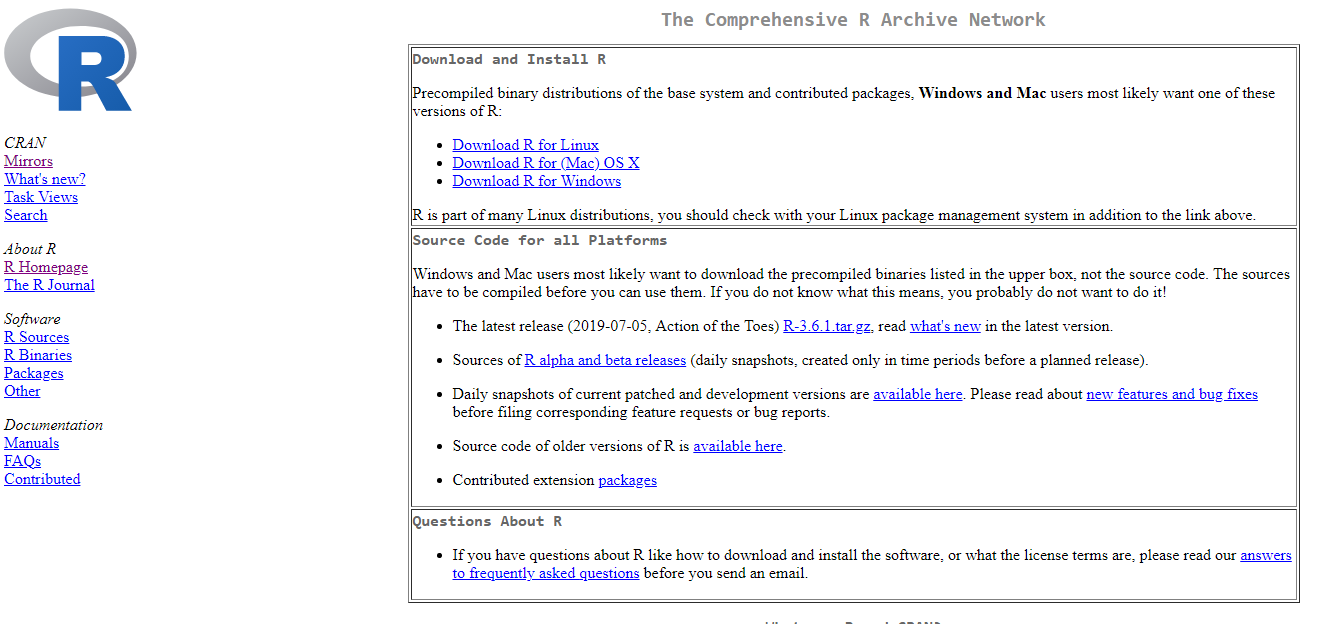 R
CRAN
Mirrors
What's new?
Task Views
Search
About R
R Homepage
The R Journal
Software
R Sources
R Binaries
Packages
Other
Documentation
Manuals
FAQs
Contributed
The Comprehensive R Archive Network
Download and Install R
Precompiled binary distributions of the base system and contributed packages, Windows and Mac users most likely want one of these
versions of R:
• Download R for Linux
• Download R for (Mac) OS X
• Download R for Windows
R is part of many Linux distributions, you should check with your Linux package management system in addition to the link above.
Source Code for all Platforms
Windows and Mac users most likely want to download the precompiled binaries listed in the upper box, not the source code. The sources
have to be compiled before you can use them. If you do not know what this means, you probably do not want to do it!
• The latest release (2019-07-05, Action of the Toes) R-3.6.1.tar.gz, read what's new in the latest version.
• Sources of R alpha and beta releases (daily snapshots, created only in time periods before a planned release).
• Daily snapshots of current patched and development versions are available here. Please read about new features and bug fixes
before filing corresponding feature requests or bug reports.
• Source code of older versions of R is available here.
• Contributed extension packages
Questions About R
• If you have questions about R like how to download and install the software, or what the license terms are, please read our answers
to frequently asked questions before you send an email.